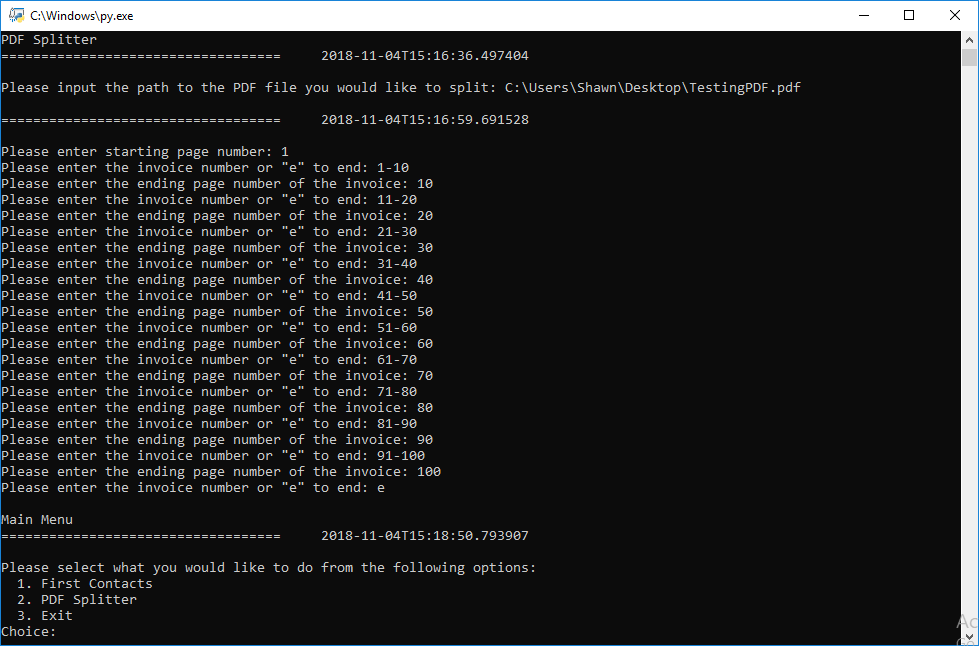 C:\Windows\py.exe
PDF Splitter
===================================     2018-11-04T15:16:36.497404
Please input the path to the PDF file you would like to split: C:\Users\Shawn\Desktop\TestingPDF.pdf
===================================     2018-11-04T15:16:59.691528
Please enter starting page number: 1
Please enter the invoice number or "e" to end: 1-10
Please enter the ending page number of the invoice: 10
Please enter the invoice number or "e" to end: 11-20
Please enter the ending page number of the invoice: 20
Please enter the invoice number or "e" to end: 21-30
Please enter the ending page number of the invoice: 30
Please enter the invoice number or "e" to end: 31-40
Please enter the ending page number of the invoice: 40
Please enter the invoice number or "e" to end: 41-50
Please enter the ending page number of the invoice: 50
Please enter the invoice number or "e" to end: 51-60
Please enter the ending page number of the invoice: 60
Please enter the invoice number or "e" to end: 61-70
Please enter the ending page number of the invoice: 70
Please enter the invoice number or "e" to end: 71-80
Please enter the ending page number of the invoice: 80
Please enter the invoice number or "e" to end: 81-90
Please enter the ending page number of the invoice: 90
Please enter the invoice number or "e" to end: 91-100
Please enter the ending page number of the invoice: 100
Please enter the invoice number or "e" to end: e
Main Menu
===================================     2018-11-04T15:18:50.793907
Please select what you would like to do from the following options:
  1. First Contacts
  2. PDF Splitter
  3. Exit
Choice: